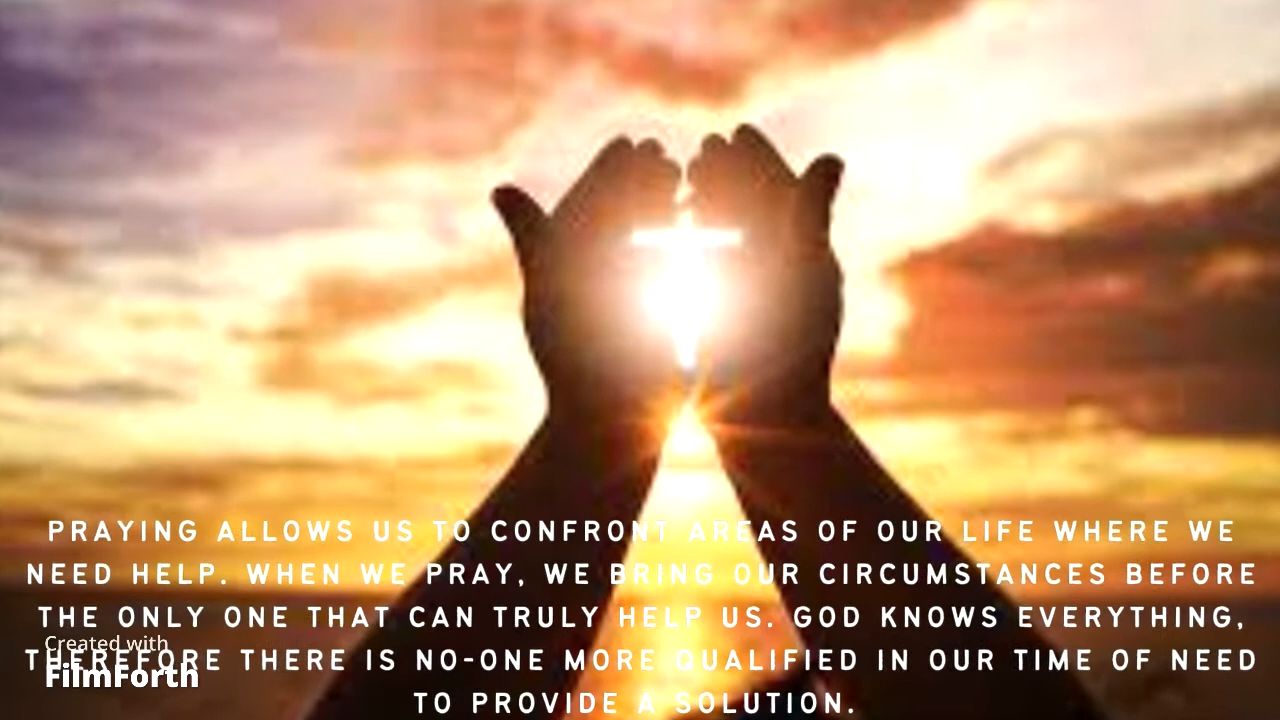 PRAYING ALLOWS US TO CONFRONT AREAS OF OUR LIFE WHERE WE
NEED HELP. WHEN WE PRAY, WE BRING OUR CIRCUMSTANCES BEFORE
THE ONLY ONE THAT CAN TRULY HELP US. GOD KNOWS EVERYTHING,
THEREFORE THERE IS NO-ONE MORE QUALIFIED IN OUR TIME OF NEED
TO PROVIDE A SOLUTION.
Created with
FilmForth